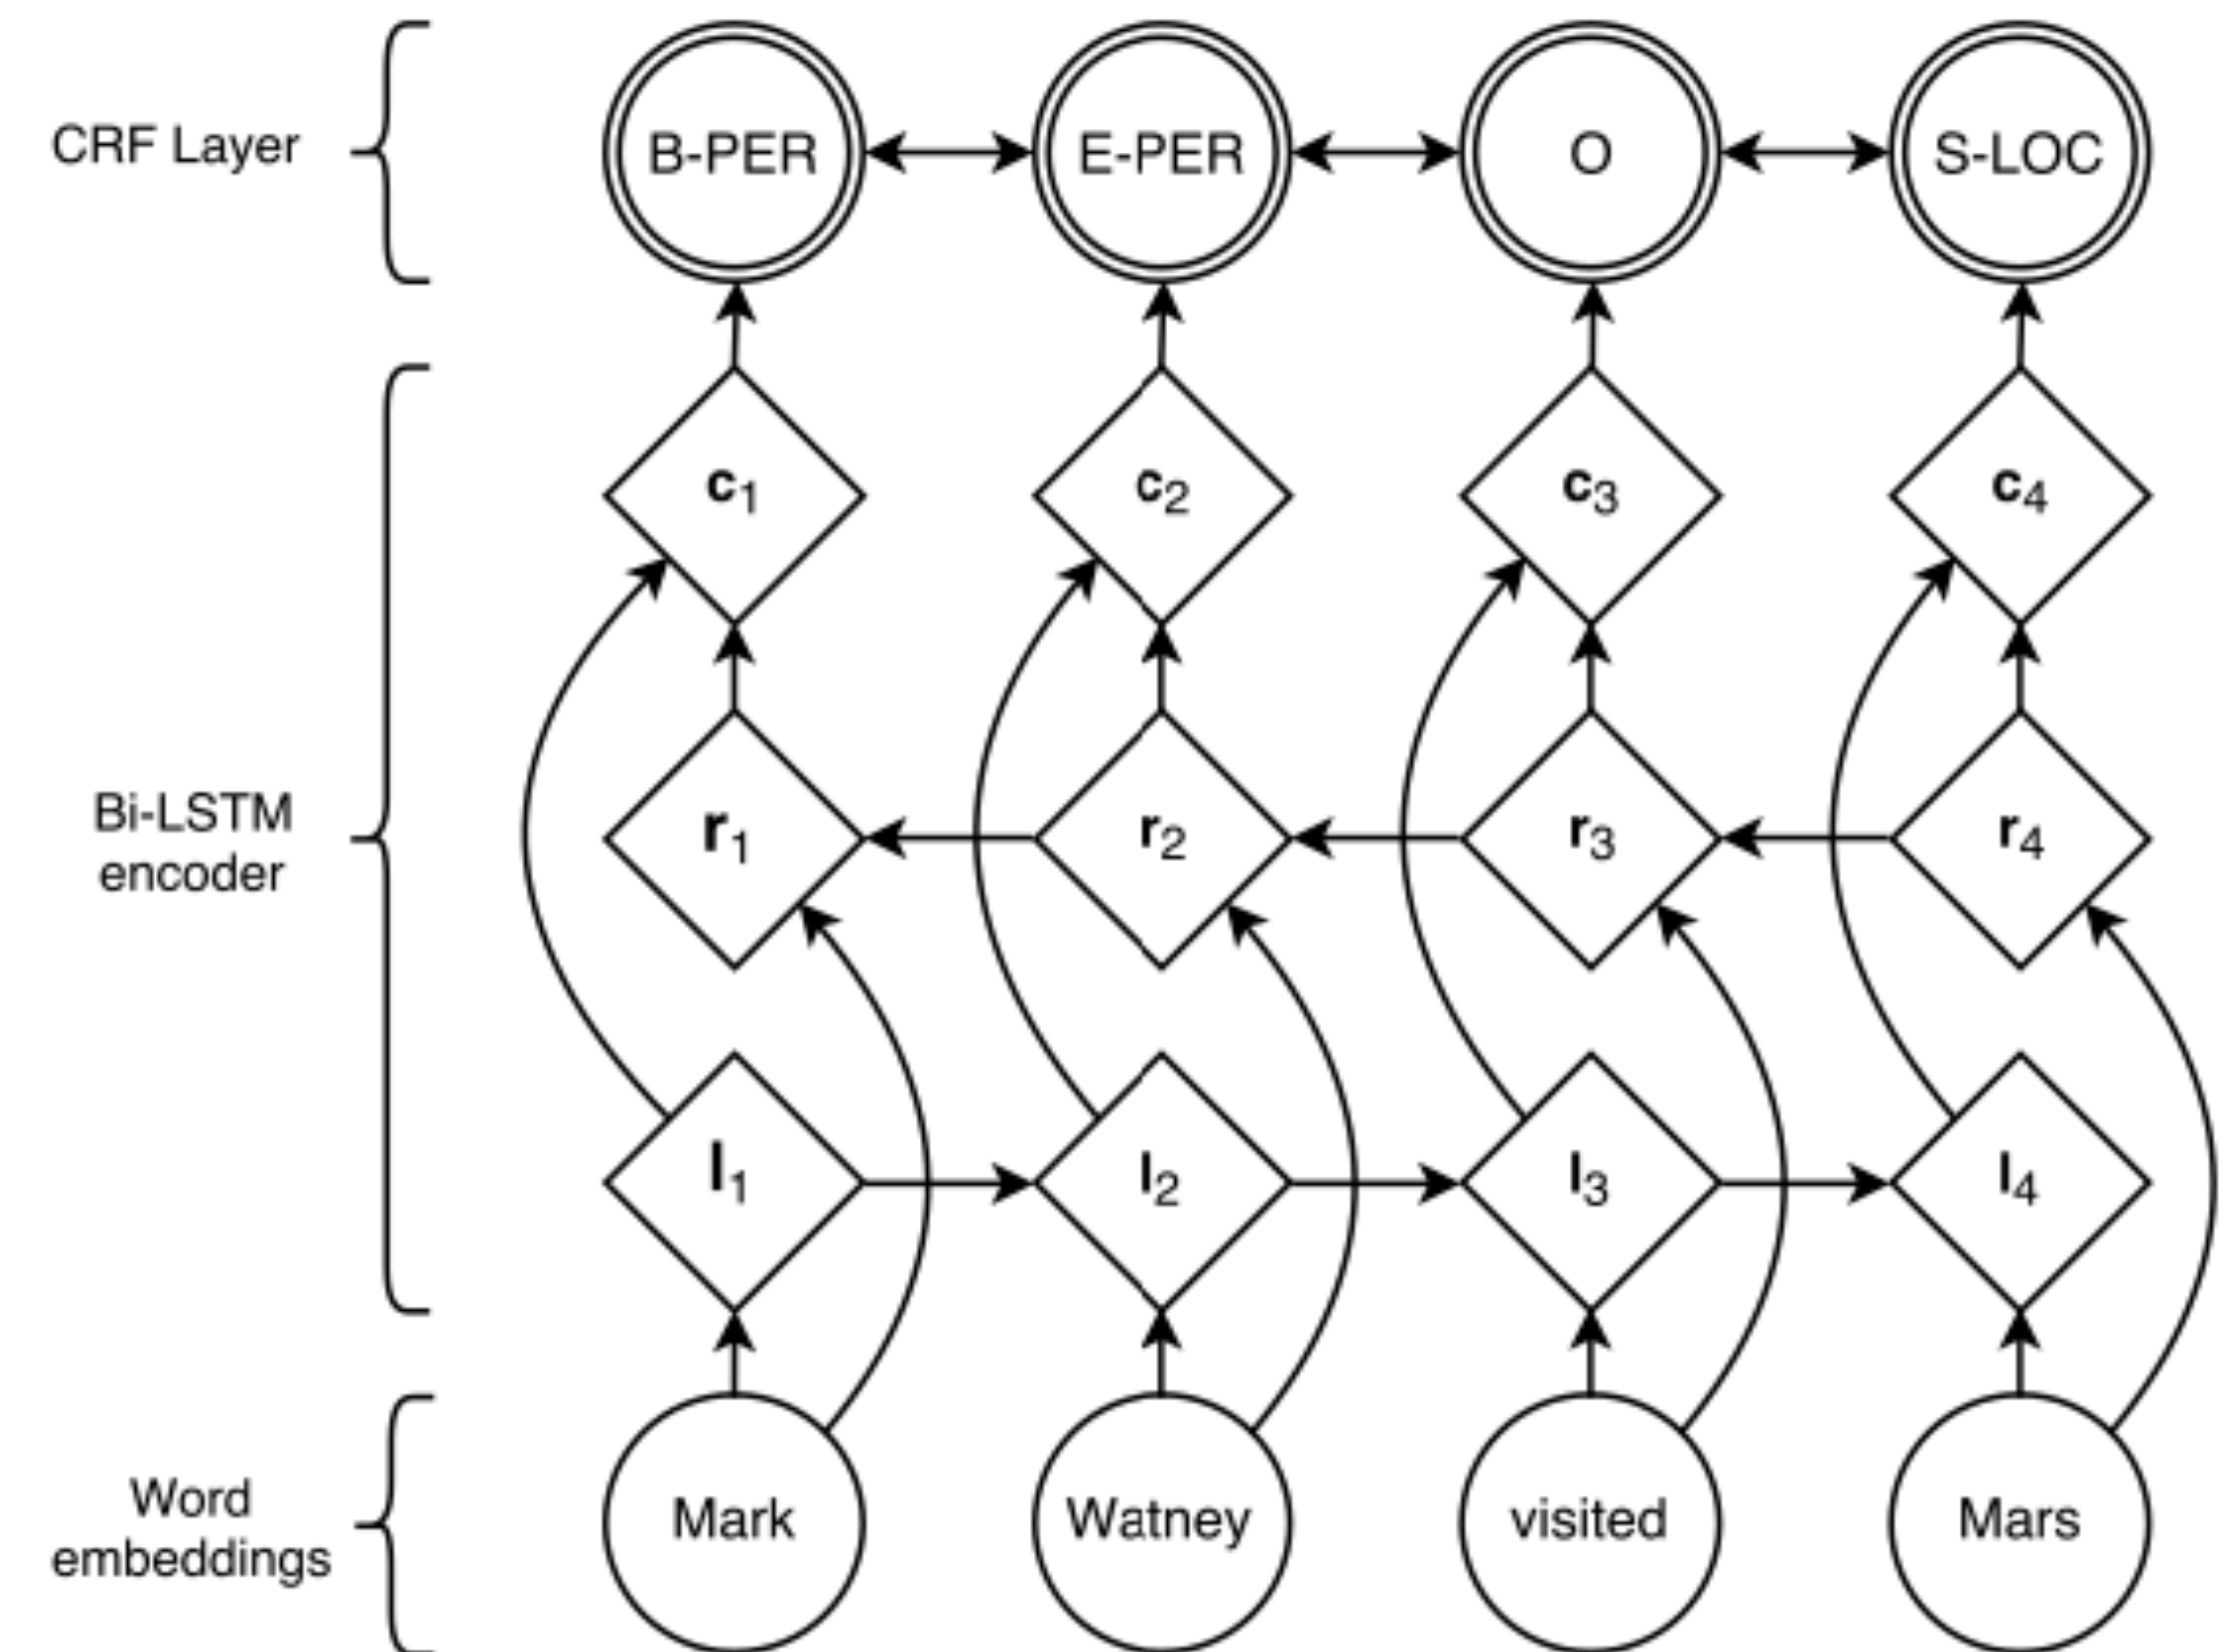 CRF Layer
B-PER
E-PER
O
S-LOC
c1
c2
c3
c4
Bi-LSTM
encoder
r1
r2
r3
r4
l1
l2
l3
l4
Word
embeddings
Mark
Watney
visited
Mars